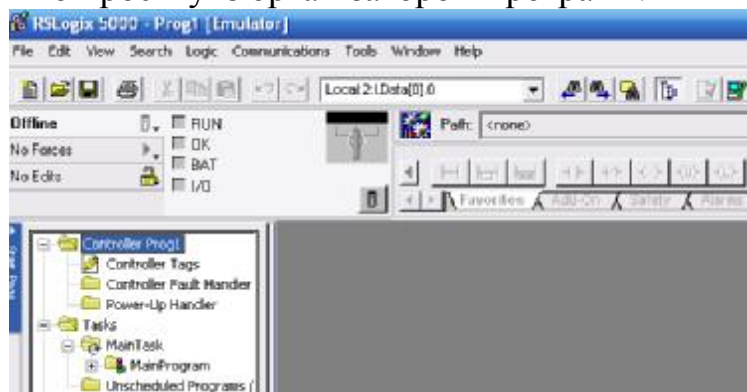 RSLogix 5000 - Prog1 [Emulator]
File Edit View Search Logic Communications Tools Window Help
Local:2:I.Data[0].0
Offline
RUN
Path: <none>
No Forces
OK
No Edits
BAT
I/O
Favorites Add-On Safety Alarms
Controller Prog1
Controller Tags
Controller Fault Handler
Power-Up Handler
Tasks
MainTask
MainProgram
Unscheduled Programs /